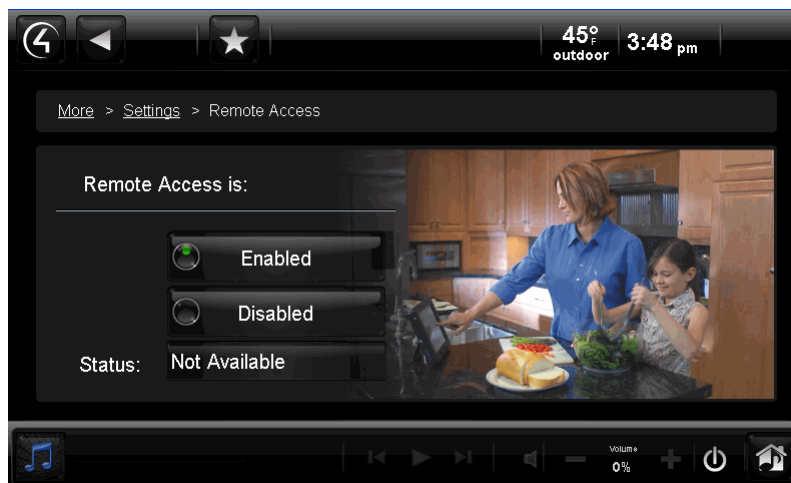 45°F
outdoor
3:48 pm
More > Settings > Remote Access
Remote Access is:
Enabled
Disabled
Status: Not Available
Volume
0%